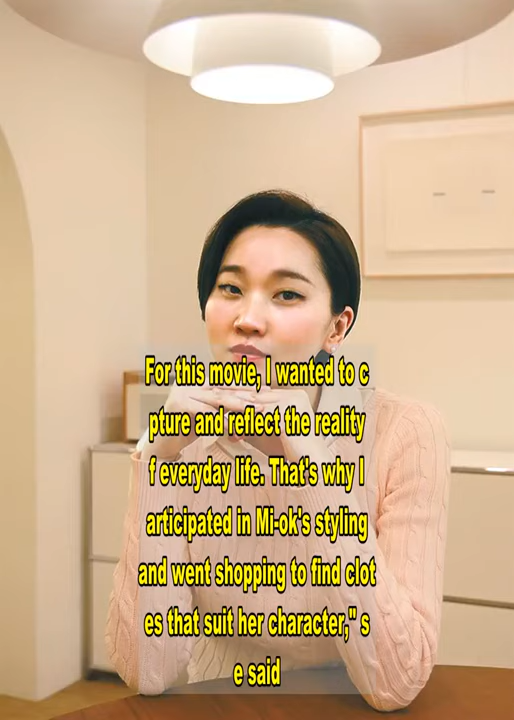 For this movie, I wanted to c
pture and reflect the reality
f everyday life. That's why I
articipated in Mi-ok's styling
and went shopping to find clot
es that suit her character," s
e said